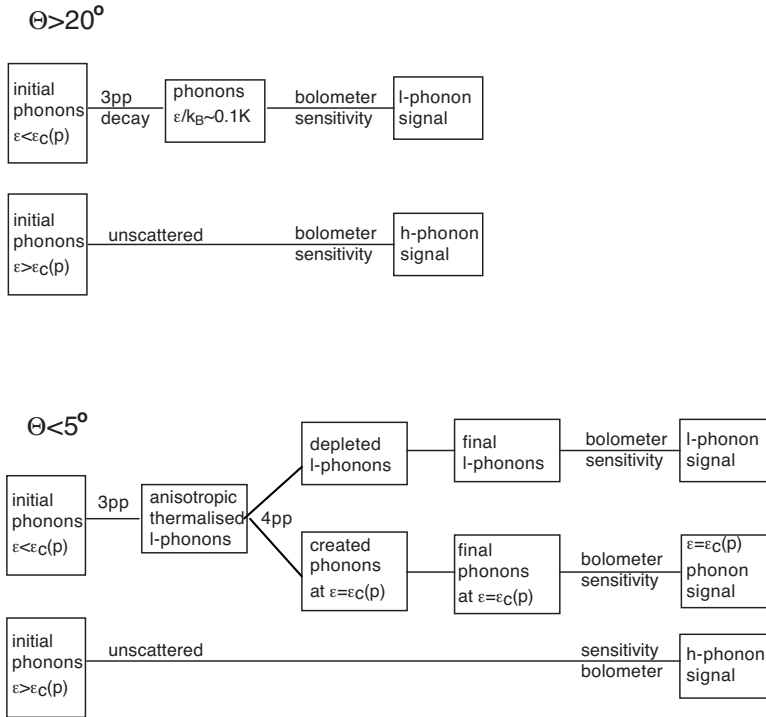 Θ>20°
initial
phonons
ε<εc(p)
3pp
decay
phonons
ε/kB~0.1K
bolometer
sensitivity
l-phonon
signal
initial
phonons
ε>εc(p)
unscattered
bolometer
sensitivity
h-phonon
signal
Θ<5°
initial
phonons
ε<εc(p)
3pp
anisotropic
thermalised
l-phonons
4pp
depleted
l-phonons
final
l-phonons
bolometer
sensitivity
l-phonon
signal
created
phonons
at ε=εc(p)
final
phonons
at ε=εc(p)
bolometer
sensitivity
ε=εc(p)
phonon
signal
initial
phonons
ε>εc(p)
unscattered
sensitivity
bolometer
h-phonon
signal